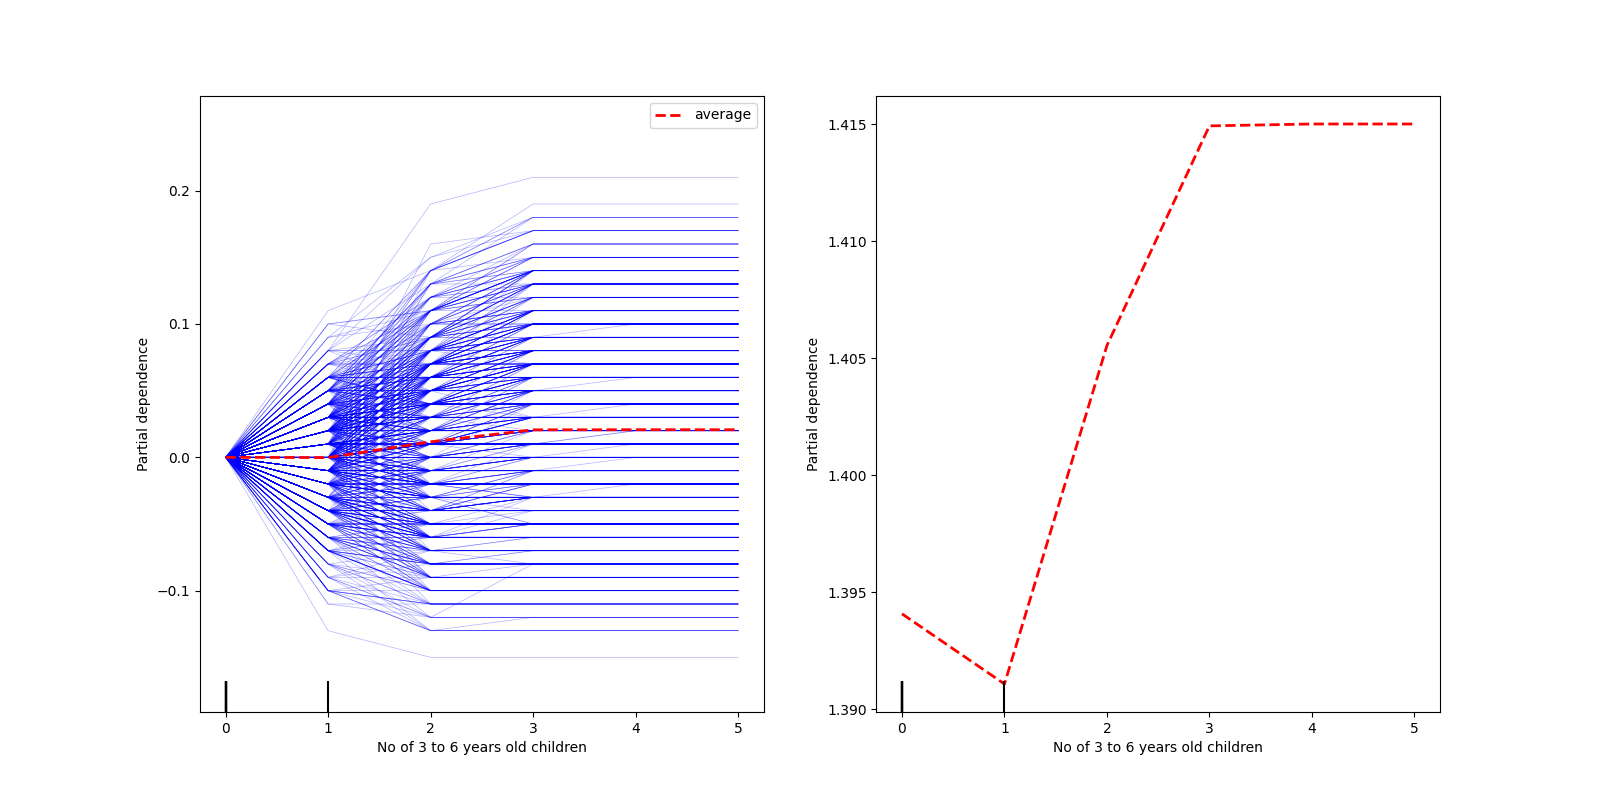 average
Partial dependence
0.2
0.1
0.0
−0.1
0 1 2 3 4 5
No of 3 to 6 years old children
Partial dependence
1.415
1.410
1.405
1.400
1.395
1.390
0 1 2 3 4 5
No of 3 to 6 years old children